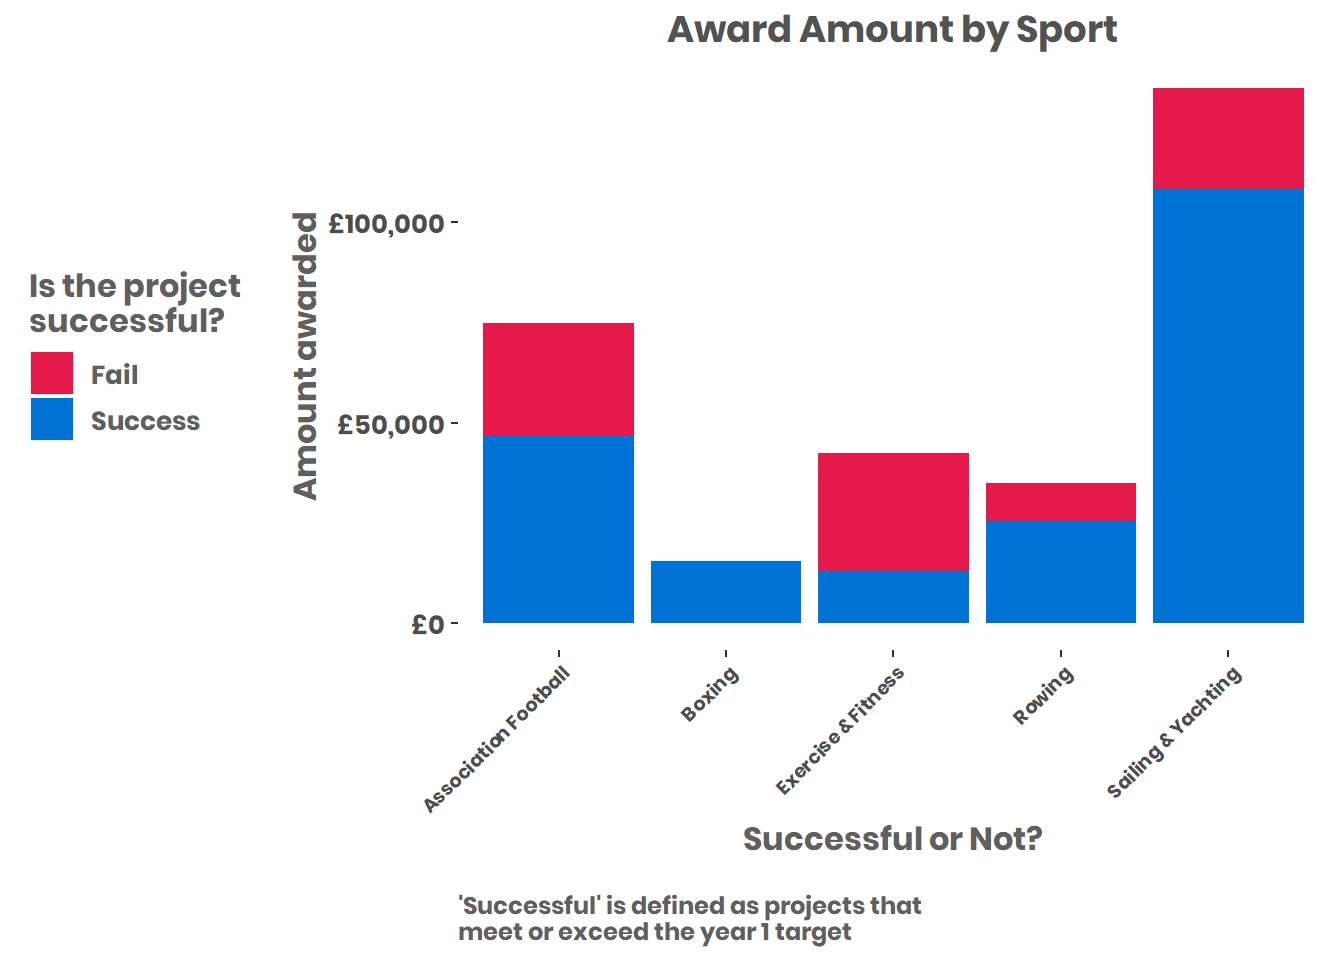 Award Amount by Sport
Is the project
successful?
Fail
Success
Amount awarded
£100,000
£50,000
£0
Association Football
Boxing
Exercise & Fitness
Rowing
Sailing & Yachting
Successful or Not?
'Successful' is defined as projects that
meet or exceed the year 1 target